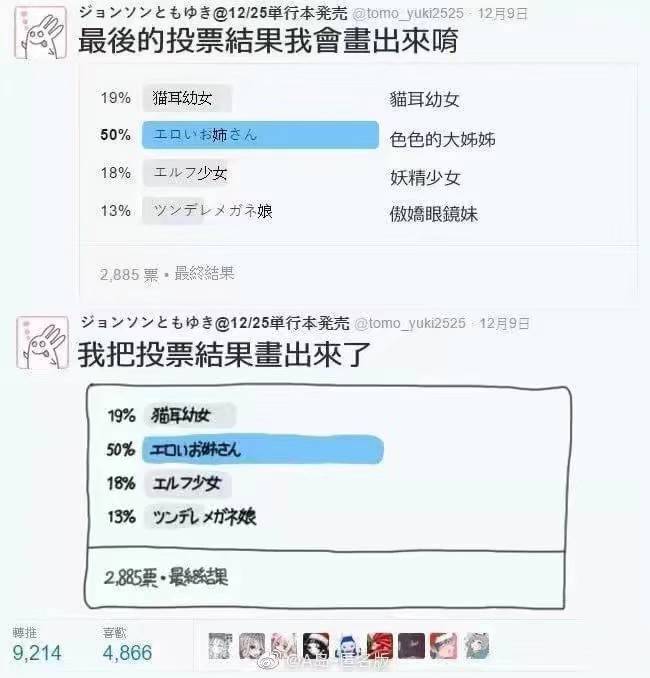 ジョンソンともゆき@12/25単行本発売 @tomo_yuki2525 · 12月9日
最後的投票結果我會畫出來唷
19% 猫耳幼女 貓耳幼女
50% エロいお姉さん 色色的大姊姊
18% エルフ少女 妖精少女
13% ツンデレメガネ娘 傲嬌眼鏡妹
2,885 票 • 最終結果
ジョンソンともゆき@12/25単行本発売 @tomo_yuki2525 · 12月9日
我把投票結果畫出來了
19% 猫耳幼女
50% エロいお姉さん
18% エルフ少女
13% ツンデレメガネ娘
2,885票・最終結果
轉推 喜歡
9,214 4,866